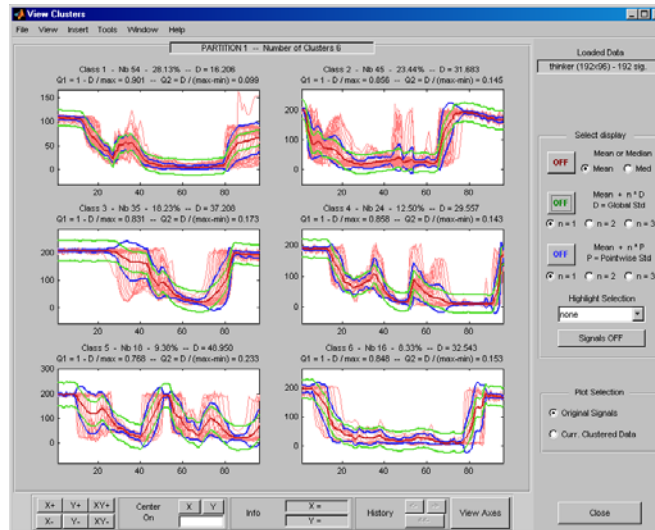 View Clusters
File View Insert Tools Window Help
PARTITION 1 -- Number of Clusters 6
Class 1 - Nb 54 - 28.13% -- D = 16.206
Q1 = 1 - D / max = 0.901 -- Q2 = D / (max-min) = 0.099
150
100
50
0
20 40 60 80
Class 2 - Nb 45 - 23.44% -- D = 31.683
Q1 = 1 - D / max = 0.856 -- Q2 = D / (max-min) = 0.145
200
100
0
20 40 60 80
Class 3 - Nb 35 - 18.23% -- D = 37.208
Q1 = 1 - D / max = 0.831 -- Q2 = D / (max-min) = 0.173
300
200
100
0
20 40 60 80
Class 4 - Nb 24 - 12.50% -- D = 29.557
Q1 = 1 - D / max = 0.858 -- Q2 = D / (max-min) = 0.143
200
100
0
20 40 60 80
Class 5 - Nb 18 - 9.38% -- D = 48.950
Q1 = 1 - D / max = 0.768 -- Q2 = D / (max-min) = 0.233
300
200
100
0
20 40 60 80
Class 6 - Nb 16 - 8.33% -- D = 32.543
Q1 = 1 - D / max = 0.848 -- Q2 = D / (max-min) = 0.153
200
100
0
20 40 60 80
Loaded Data
thinker (192x96) - 192 sig.
Select display
OFF
Mean or Median
Mean Med
OFF
Mean + n * D
D = Global Std
n = 1 n = 2 n = 3
OFF
Mean + n * P
P = Pointwise Std
n = 1 n = 2 n = 3
Highlight Selection
none
Signals OFF
Plot Selection
Original Signals
Curr. Clustered Data
X+ Y+ XY+
X- Y- XY-
Center
On
X Y
Info
X =
Y =
History
<- ->
<<-
View Axes
Close